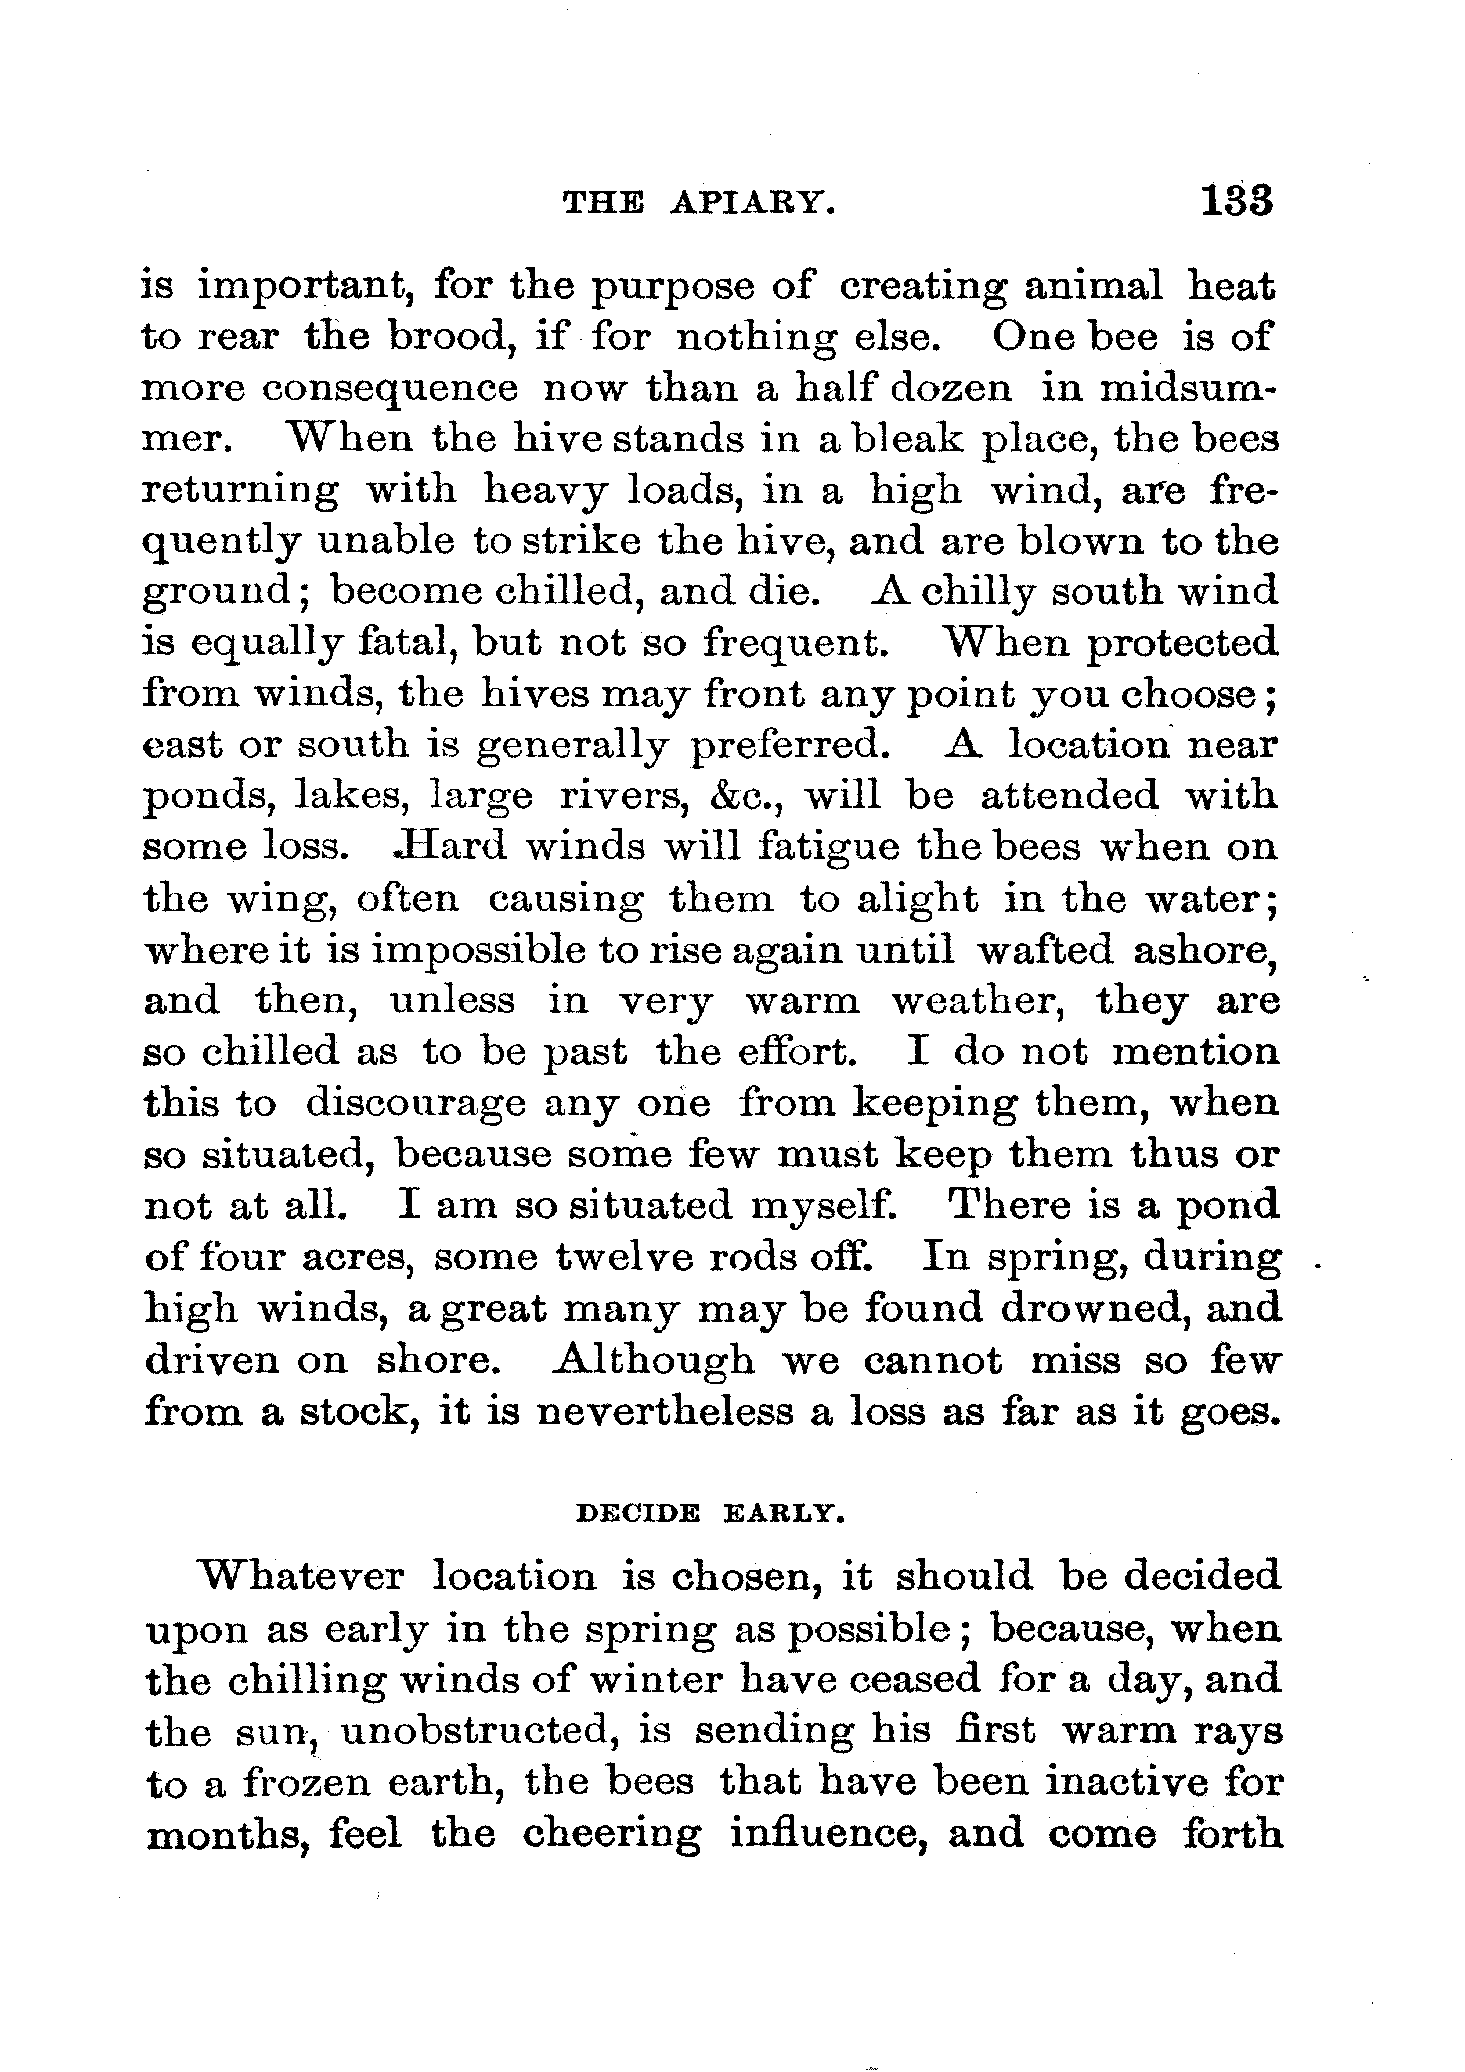 THE APIARY. 133
is important, for the purpose of creating animal heat
to rear the brood, if for nothing else. One bee is of
more consequence now than a half dozen in midsum-
mer. When the hive stands in a bleak place, the bees
returning with heavy loads, in a high wind, are fre-
quently unable to strike the hive, and are blown to the
ground; become chilled, and die. A chilly south wind
is equally fatal, but not so frequent. When protected
from winds, the hives may front any point you choose;
east or south is generally preferred. A location near
ponds, lakes, large rivers, &c., will be attended with
some loss. Hard winds will fatigue the bees when on
the wing, often causing them to alight in the water;
where it is impossible to rise again until wafted ashore,
and then, unless in very warm weather, they are
so chilled as to be past the effort. I do not mention
this to discourage any one from keeping them, when
so situated, because some few must keep them thus or
not at all. I am so situated myself. There is a pond
of four acres, some twelve rods off. In spring, during
high winds, a great many may be found drowned, and
driven on shore. Although we cannot miss so few
from a stock, it is nevertheless a loss as far as it goes.
DECIDE EARLY.
Whatever location is chosen, it should be decided
upon as early in the spring as possible; because, when
the chilling winds of winter have ceased for a day, and
the sun, unobstructed, is sending his first warm rays
to a frozen earth, the bees that have been inactive for
months, feel the cheering influence, and come forth